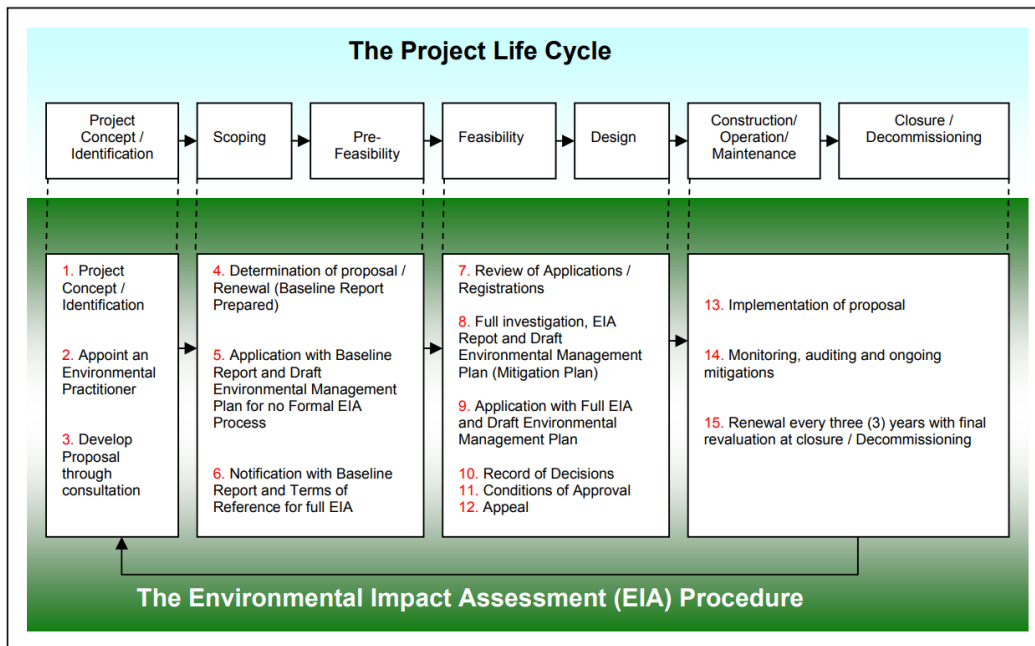 The Project Life Cycle
Project
Concept /
Identification
Scoping
Pre-
Feasibility
Feasibility
Design
Construction/
Operation/
Maintenance
Closure /
Decommissioning
1. Project
Concept /
Identification
2. Appoint an
Environmental
Practitioner
3. Develop
Proposal
through
consultation
4. Determination of proposal /
Renewal (Baseline Report
Prepared)
5. Application with Baseline
Report and Draft
Environmental Management
Plan for no Formal EIA
Process
6. Notification with Baseline
Report and Terms of
Reference for full EIA
7. Review of Applications /
Registrations
8. Full investigation, EIA
Repot and Draft
Environmental Management
Plan (Mitigation Plan)
9. Application with Full EIA
and Draft Environmental
Management Plan
10. Record of Decisions
11. Conditions of Approval
12. Appeal
13. Implementation of proposal
14. Monitoring, auditing and ongoing
mitigations
15. Renewal every three (3) years with final
revaluation at closure / Decommissioning
The Environmental Impact Assessment (EIA) Procedure